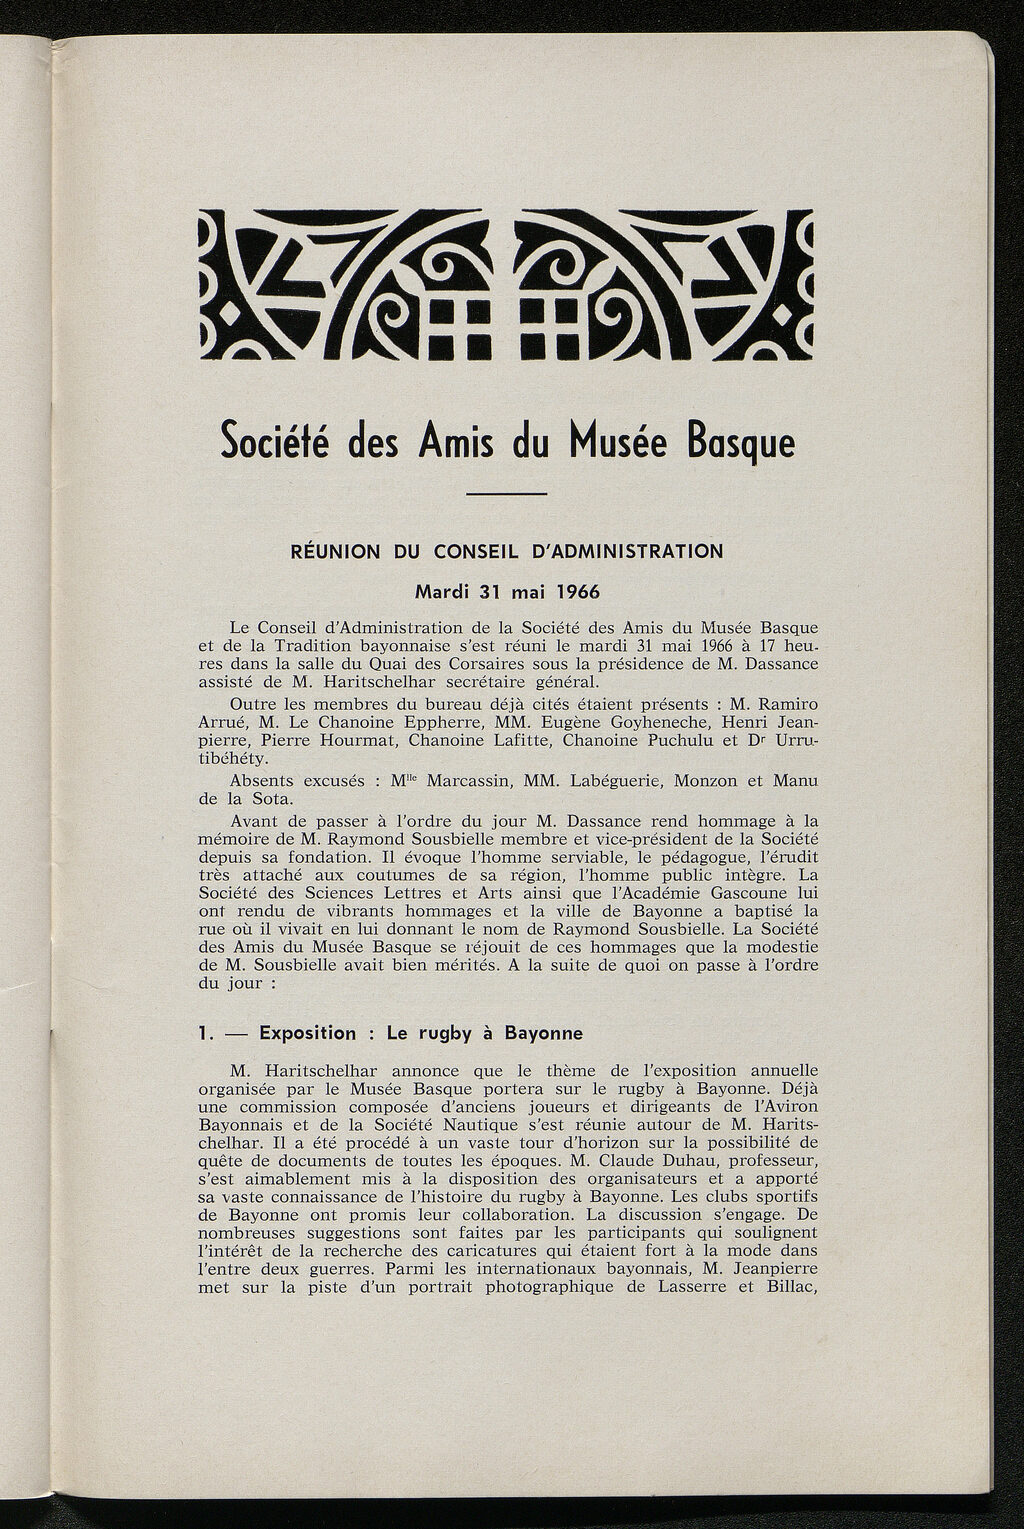 Société des Amis du Musée Basque
RÉUNION DU CONSEIL D'ADMINISTRATION
Mardi 31 mai 1966
Le Conseil d'Administration de la Société des Amis du Musée Basque
et de la Tradition bayonnaise s'est réuni le mardi 31 mai 1966 à 17 heu-
res dans la salle du Quai des Corsaires sous la présidence de M. Dassance
assisté de M. Haritschelhar secrétaire général.
Outre les membres du bureau déjà cités étaient présents : M. Ramiro
Arrué, M. Le Chanoine Eppherre, MM. Eugène Goyheneche, Henri Jean-
pierre, Pierre Hourmat, Chanoine Lafitte, Chanoine Puchulu et Dr Urru-
tibéhéty.
Absents excusés : Mlle Marcassin, MM. Labéguerie, Monzon et Manu
de la Sota.
Avant de passer à l'ordre du jour M. Dassance rend hommage à la
mémoire de M. Raymond Sousbielle membre et vice-président de la Société
depuis sa fondation. Il évoque l'homme serviable, le pédagogue, l'érudit
très attaché aux coutumes de sa région, l'homme public intègre. La
Société des Sciences Lettres et Arts ainsi que l'Académie Gascoune lui
ont rendu de vibrants hommages et la ville de Bayonne a baptisé la
rue où il vivait en lui donnant le nom de Raymond Sousbielle. La Société
des Amis du Musée Basque se réjouit de ces hommages que la modestie
de M. Sousbielle avait bien mérités. A la suite de quoi on passe à l'ordre
du jour :
1. — Exposition : Le rugby à Bayonne
M. Haritschelhar annonce que le thème de l'exposition annuelle
organisée par le Musée Basque portera sur le rugby à Bayonne. Déjà
une commission composée d'anciens joueurs et dirigeants de l'Aviron
Bayonnais et de la Société Nautique s'est réunie autour de M. Harits-
chelhar. Il a été procédé à un vaste tour d'horizon sur la possibilité de
quête de documents de toutes les époques. M. Claude Duhau, professeur,
s'est aimablement mis à la disposition des organisateurs et a apporté
sa vaste connaissance de l'histoire du rugby à Bayonne. Les clubs sportifs
de Bayonne ont promis leur collaboration. La discussion s'engage. De
nombreuses suggestions sont faites par les participants qui soulignent
l'intérêt de la recherche des caricatures qui étaient fort à la mode dans
l'entre deux guerres. Parmi les internationaux bayonnais, M. Jeanpierre
met sur la piste d'un portrait photographique de Lasserre et Billac,